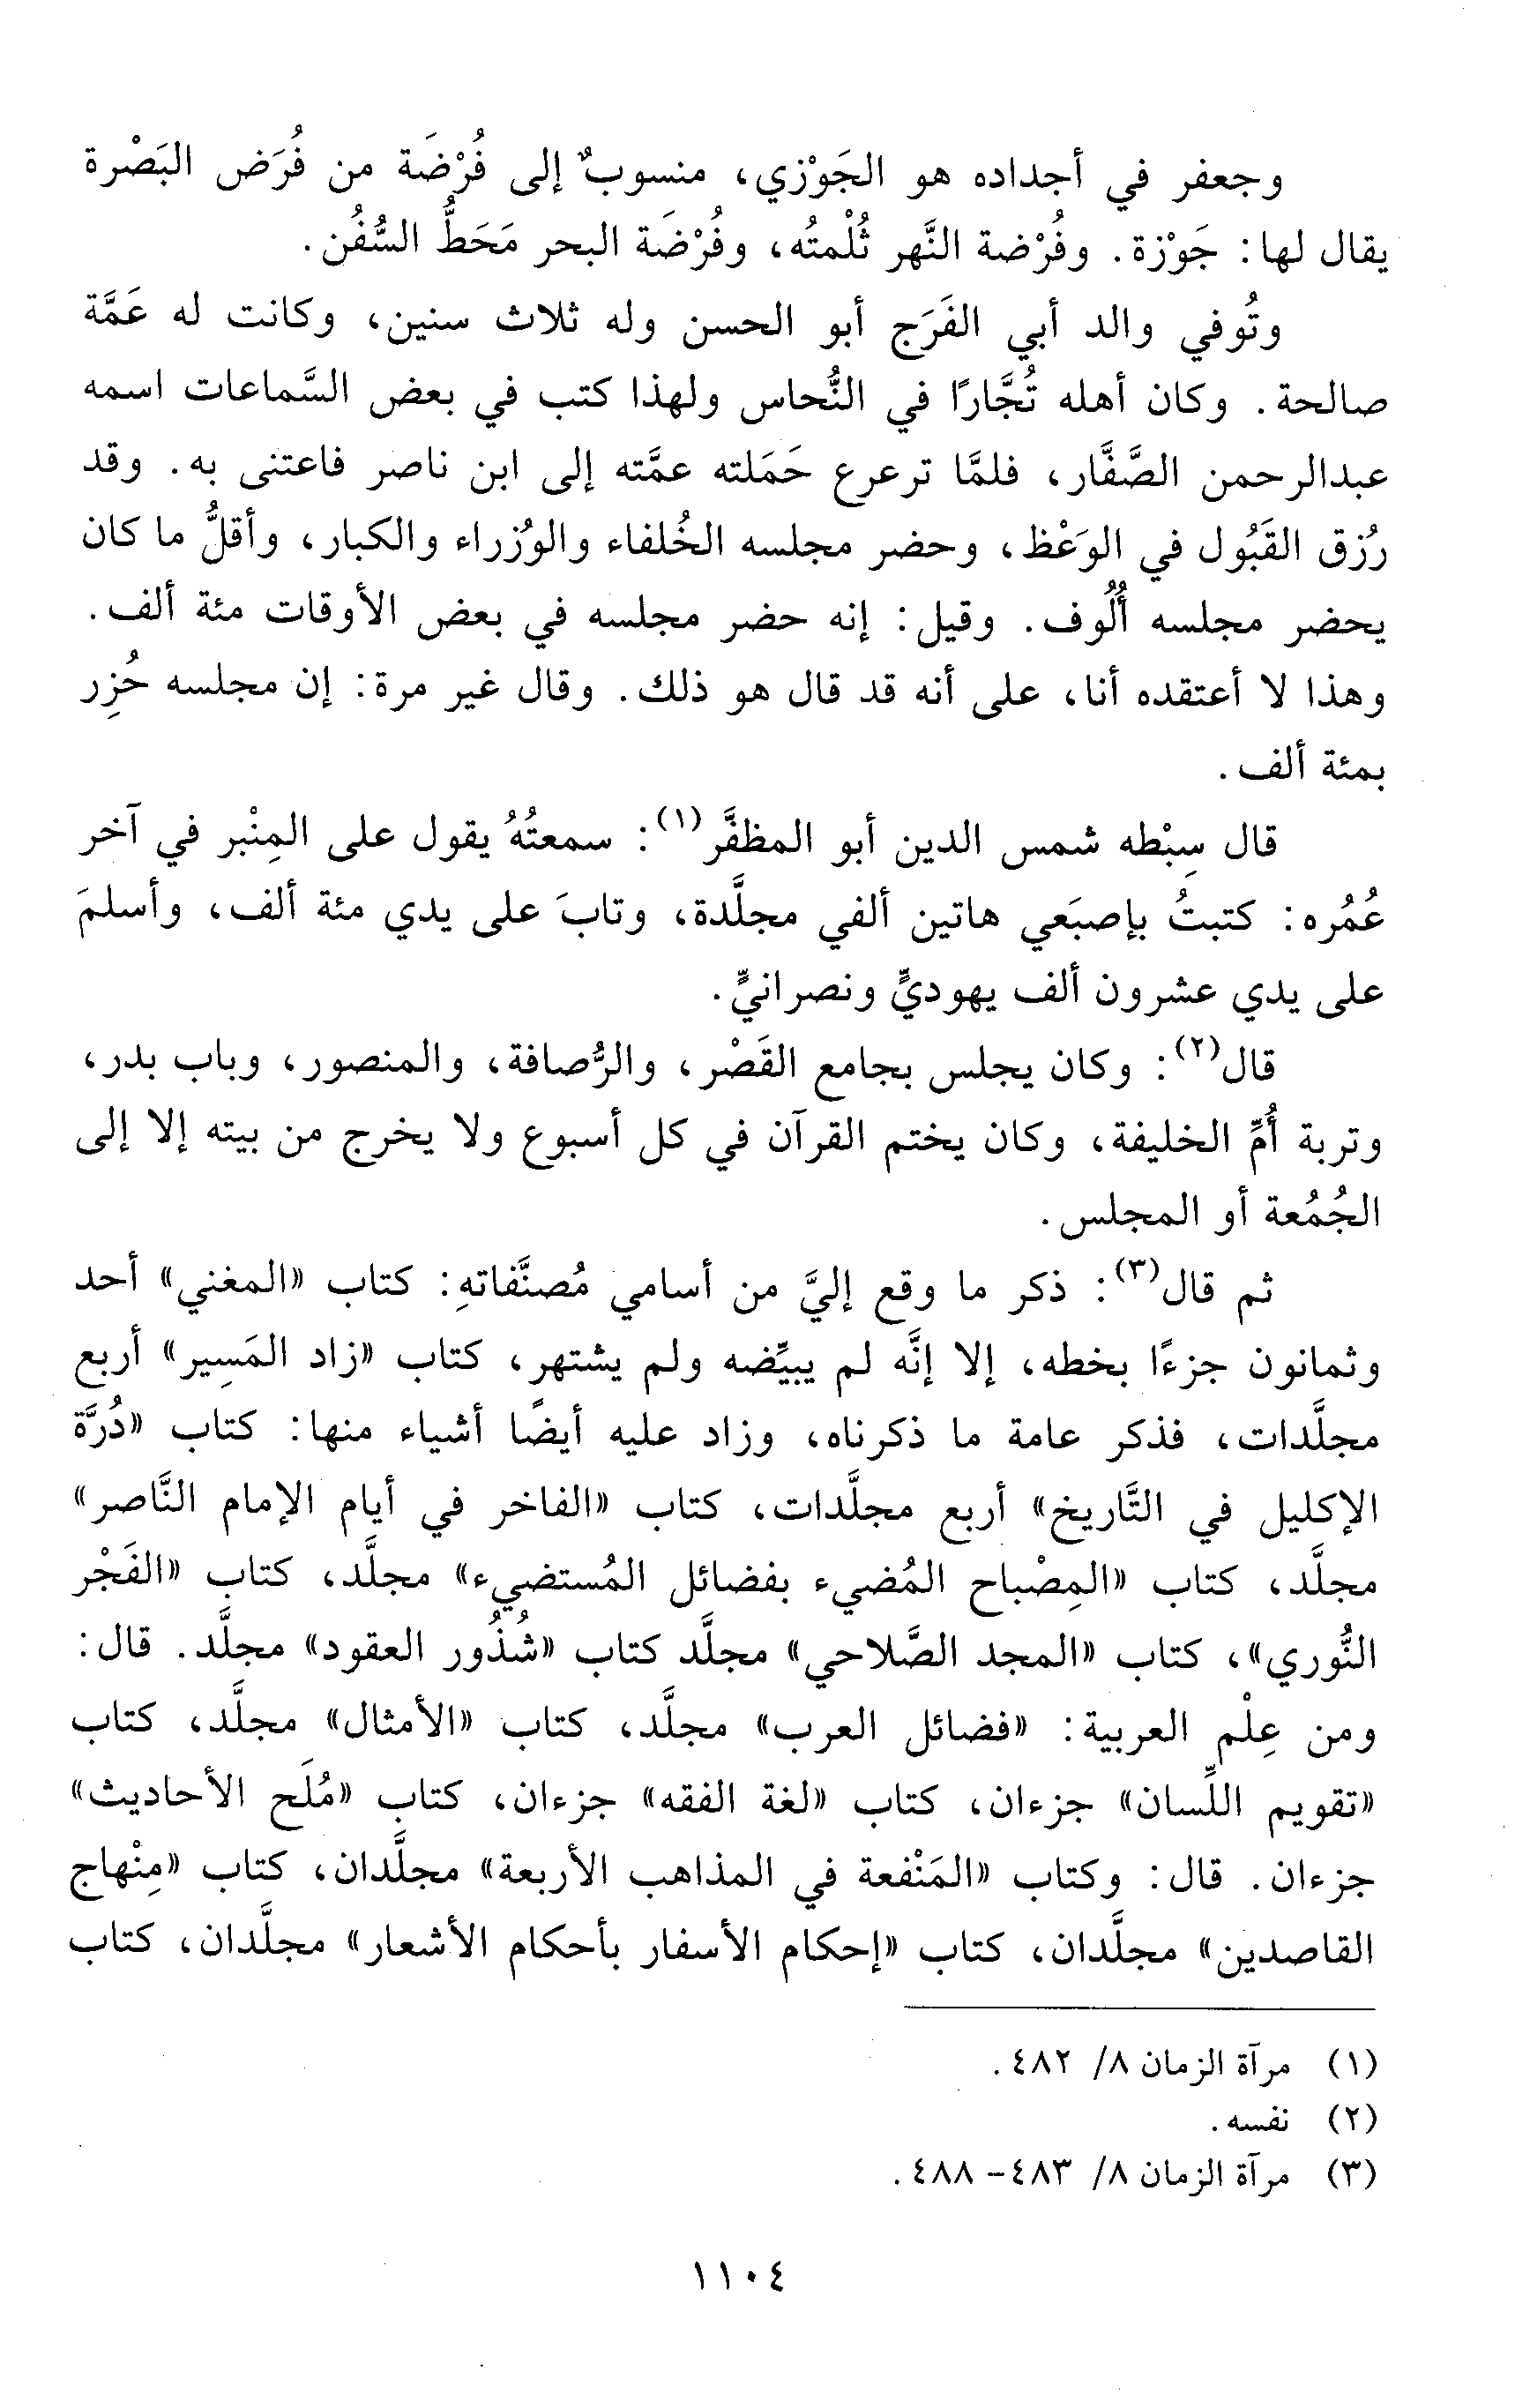 وجعفر في أجداده هو الجَوْزي، منسوبٌ إلى فُرْضَة من فُرَض البَصْرة
يقال لها: جَوْزة. وفُرْضة النَّهر ثُلْمتُه، وفُرْضَة البحر مَحَطُّ السُّفُن.
وتُوفي والد أبي الفَرَج أبو الحسن وله ثلاث سنين، وكانت له عَمَّة
صالحة. وكان أهله تُجَّارًا في النُّحاس ولهذا كتب في بعض السَّماعات اسمه
عبدالرحمن الصَّفَّار، فلمَّا ترعرع حَمَلته عمَّته إلى ابن ناصر فاعتنى به. وقد
رُزق القَبُول في الوَعْظ، وحضر مجلسه الخُلفاء والوُزراء والكبار، وأقلُّ ما كان
يحضر مجلسه أُلُوف. وقيل: إنه حضر مجلسه في بعض الأوقات مئة ألف.
وهذا لا أعتقده أنا، على أنه قد قال هو ذلك. وقال غير مرة: إن مجلسه حُزِر
بمئة ألف.
قال سِبْطه شمس الدين أبو المظفَّر(١): سمعتُهُ يقول على المِنْبر في آخر
عُمُره: كتبتُ بإصبَعي هاتين ألفي مجلَّدة، وتابَ على يدي مئة ألف، وأسلمَ
على يدي عشرون ألف يهوديٍّ ونصرانيٍّ.
قال(٢): وكان يجلس بجامع القَصْر، والرُّصافة، والمنصور، وباب بدر،
وتربة أُمِّ الخليفة، وكان يختم القرآن في كل أسبوع ولا يخرج من بيته إلا إلى
الجُمُعة أو المجلس.
ثم قال(٣): ذكر ما وقع إليَّ من أسامي مُصنَّفاتهِ: كتاب «المغني» أحد
وثمانون جزءًا بخطه، إلا إنَّه لم يبيِّضه ولم يشتهر، كتاب «زاد المَسِير» أربع
مجلَّدات، فذكر عامة ما ذكرناه، وزاد عليه أيضًا أشياء منها: كتاب «دُرَّة
الإكليل في التَّاريخ» أربع مجلَّدات، كتاب «الفاخر في أيام الإمام النَّاصر»
مجلَّد، كتاب «المِصْباح المُضيء بفضائل المُستضيء» مجلَّد، كتاب «الفَجْر
النُّوري»، كتاب «المجد الصَّلاحي» مجلَّد كتاب «شُذُور العقود» مجلَّد. قال:
ومن عِلْم العربية: «فضائل العرب» مجلَّد، كتاب «الأمثال» مجلَّد، كتاب
«تقويم اللِّسان» جزءان، كتاب «لغة الفقه» جزءان، كتاب «مُلَح الأحاديث»
جزءان. قال: وكتاب «المَنْفعة في المذاهب الأربعة» مجلَّدان، كتاب «مِنْهاج
القاصدين» مجلَّدان، كتاب «إحكام الأسفار بأحكام الأشعار» مجلَّدان، كتاب
(١) مرآة الزمان ٨/ ٤٨٢.
(٢) نفسه.
(٣) مرآة الزمان ٨/ ٤٨٣-٤٨٨.
١١٠٤